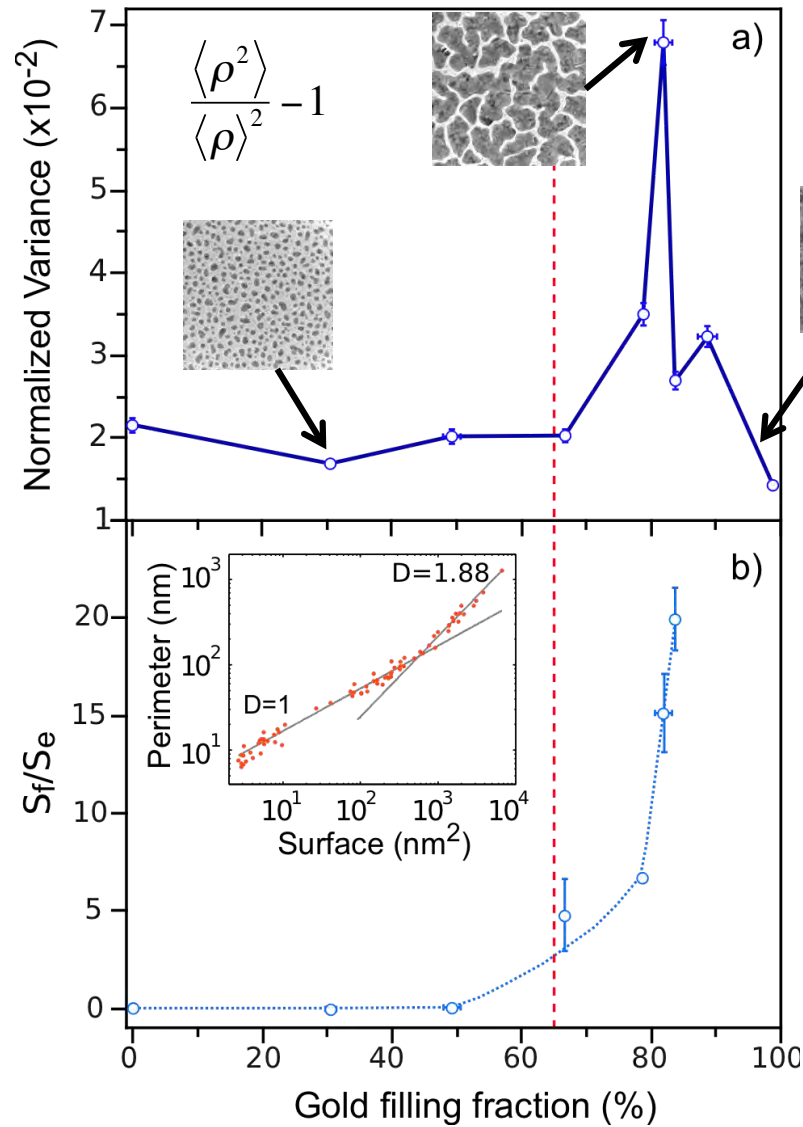 a)
⟨ρ²⟩
⟨ρ⟩² −1
Normalized Variance (x10⁻²)
7
6
5
4
3
2
1
b)
S_f/S_e
20
15
10
5
0
Perimeter (nm)
10³
10²
10¹
D=1.88
D=1
10¹ 10² 10³ 10⁴
Surface (nm²)
0 20 40 60 80 100
Gold filling fraction (%)